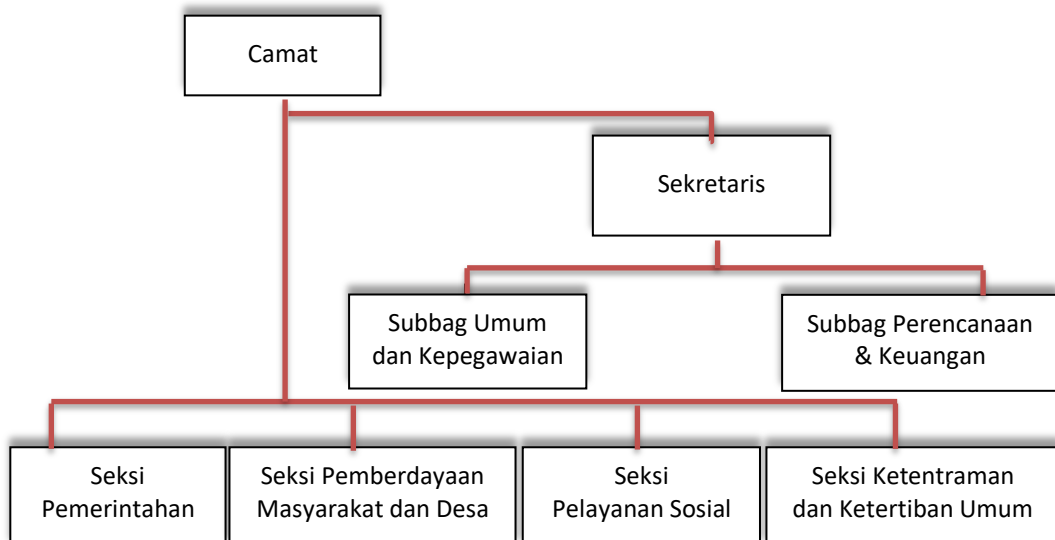 Camat
Sekretaris
Subbag Umum
dan Kepegawaian
Subbag Perencanaan
& Keuangan
Seksi
Pemerintahan
Seksi Pemberdayaan
Masyarakat dan Desa
Seksi
Pelayanan Sosial
Seksi Ketentraman
dan Ketertiban Umum